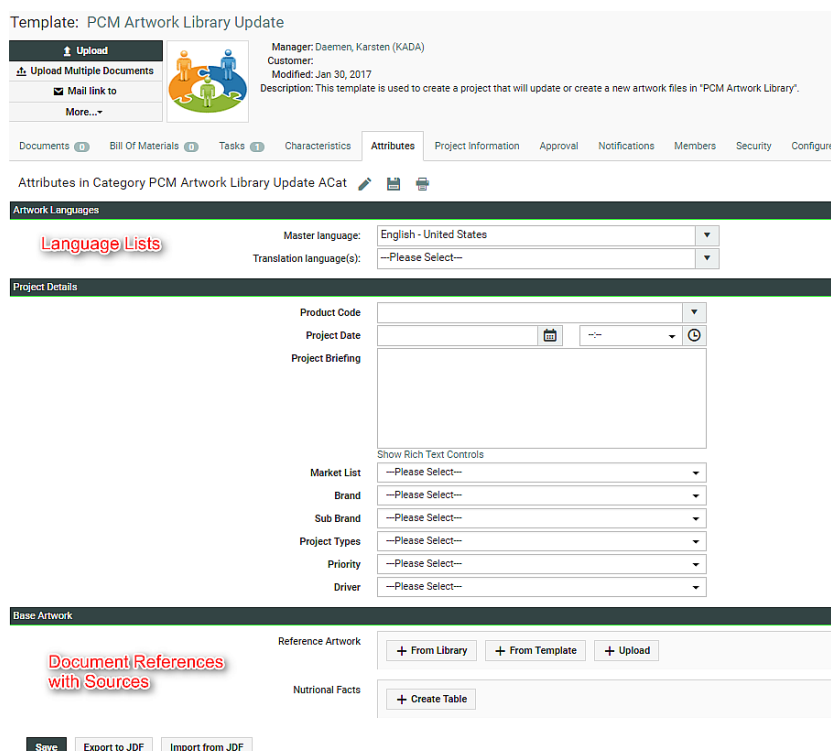 Template: PCM Artwork Library Update
Upload
Upload Multiple Documents
Mail link to
More...
Manager: Daemen, Karsten (KADA)
Customer:
Modified: Jan 30, 2017
Description: This template is used to create a project that will update or create a new artwork files in "PCM Artwork Library".
Documents 0 Bill Of Materials 0 Tasks 1 Characteristics Attributes Project Information Approval Notifications Members Security Configure
Attributes in Category PCM Artwork Library Update ACat
Artwork Languages
Language Lists
Master language: English - United States
Translation language(s): ---Please Select---
Project Details
Product Code
Project Date --:--
Project Briefing
Show Rich Text Controls
Market List ---Please Select---
Brand ---Please Select---
Sub Brand ---Please Select---
Project Types ---Please Select---
Priority ---Please Select---
Driver ---Please Select---
Base Artwork
Reference Artwork + From Library + From Template + Upload
Document References
with Sources
Nutrional Facts + Create Table
Save Export to JDF Import from JDF